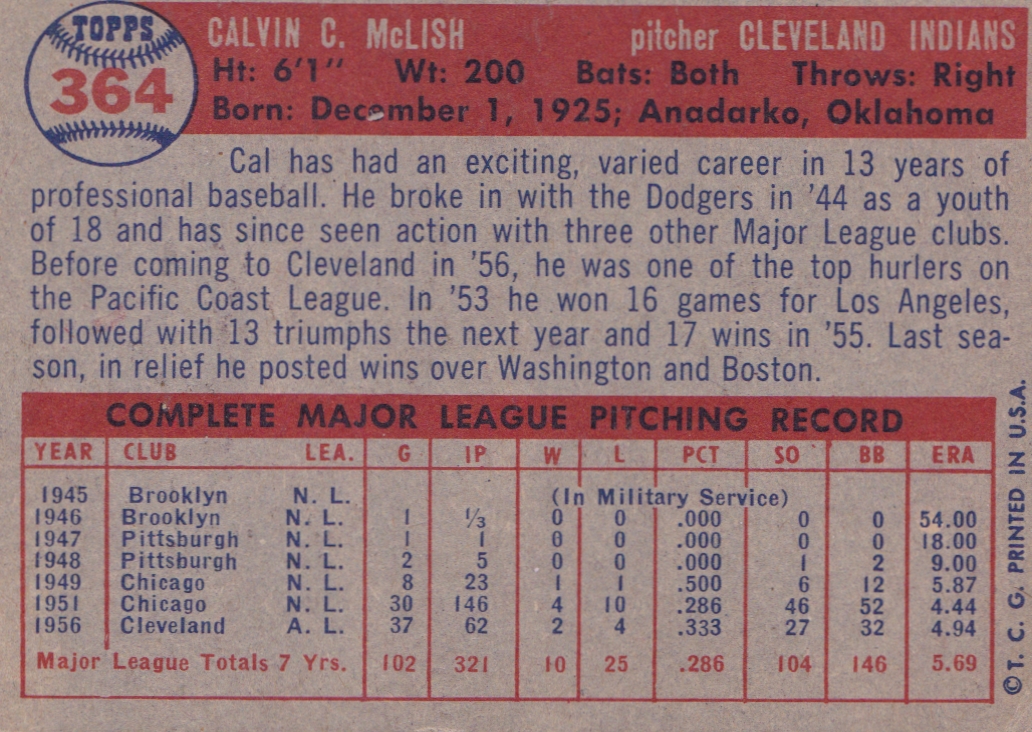 TOPPS
364
CALVIN C. McLISH pitcher CLEVELAND INDIANS
Ht: 6'1" Wt: 200 Bats: Both Throws: Right
Born: December 1, 1925; Anadarko, Oklahoma
Cal has had an exciting, varied career in 13 years of
professional baseball. He broke in with the Dodgers in '44 as a youth
of 18 and has since seen action with three other Major League clubs.
Before coming to Cleveland in '56, he was one of the top hurlers on
the Pacific Coast League. In '53 he won 16 games for Los Angeles,
followed with 13 triumphs the next year and 17 wins in '55. Last sea-
son, in relief he posted wins over Washington and Boston.
COMPLETE MAJOR LEAGUE PITCHING RECORD
YEAR CLUB LEA. G IP W L PCT SO BB ERA
1945 Brooklyn N. L. (In Military Service)
1946 Brooklyn N. L. 1 1/3 0 0 .000 0 0 54.00
1947 Pittsburgh N. L. 1 1 0 0 .000 0 0 18.00
1948 Pittsburgh N. L. 2 5 0 0 .000 1 2 9.00
1949 Chicago N. L. 8 23 1 1 .500 6 12 5.87
1951 Chicago N. L. 30 146 4 10 .286 46 52 4.44
1956 Cleveland A. L. 37 62 2 4 .333 27 32 4.94
Major League Totals 7 Yrs. 102 321 10 25 .286 104 146 5.69
© T. C. G. PRINTED IN U.S.A.